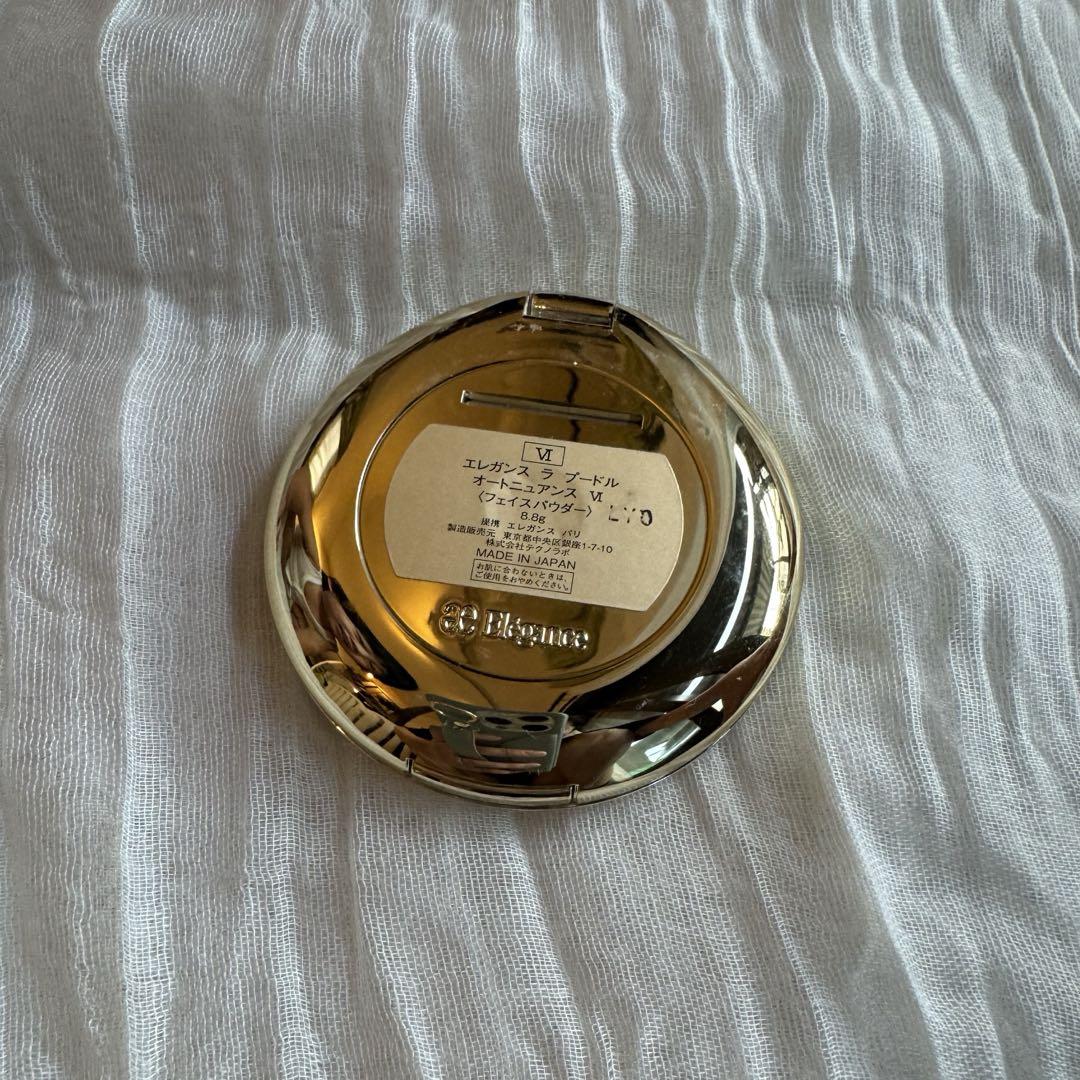 Ⅵ
エレガンス ラ プードル
オートニュアンス Ⅵ
〈フェイスパウダー〉 LY0
8.8g
提携 エレガンス パリ
製造販売元 東京都中央区銀座1-7-10
株式会社テクノラボ
MADE IN JAPAN
お肌に合わないときは、
ご使用をおやめください。
æ Elégance